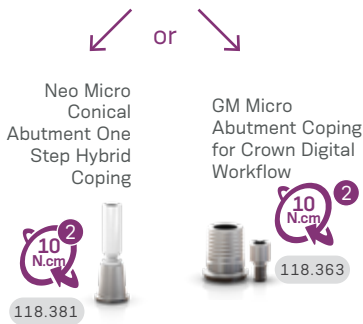 or
Neo Micro
Conical
Abutment One
Step Hybrid
Coping
2
10
N.cm
118.381
GM Micro
Abutment Coping
for Crown Digital
Workflow
2
10
N.cm
118.363